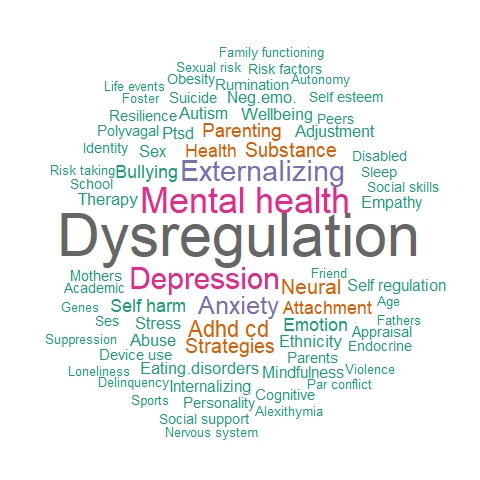 Family functioning
Sexual risk Risk factors
Obesity Rumination Autonomy
Life events
Foster Suicide Neg.emo. Self esteem
Resilience Autism Wellbeing Peers
Polyvagal Ptsd Parenting Adjustment
Identity Sex Health Substance Disabled
Risk taking Bullying Externalizing Sleep
School Social skills
Therapy Mental health Empathy
Dysregulation
Mothers Depression Friend
Academic Neural Self regulation
Genes Self harm Anxiety Attachment Age
Ses Stress Adhd cd Emotion Fathers
Suppression Abuse Strategies Ethnicity Appraisal
Device use Parents Endocrine
Loneliness Eating.disorders Mindfulness Violence
Delinquency Internalizing Par conflict
Sports Personality Cognitive
Social support Alexithymia
Nervous system